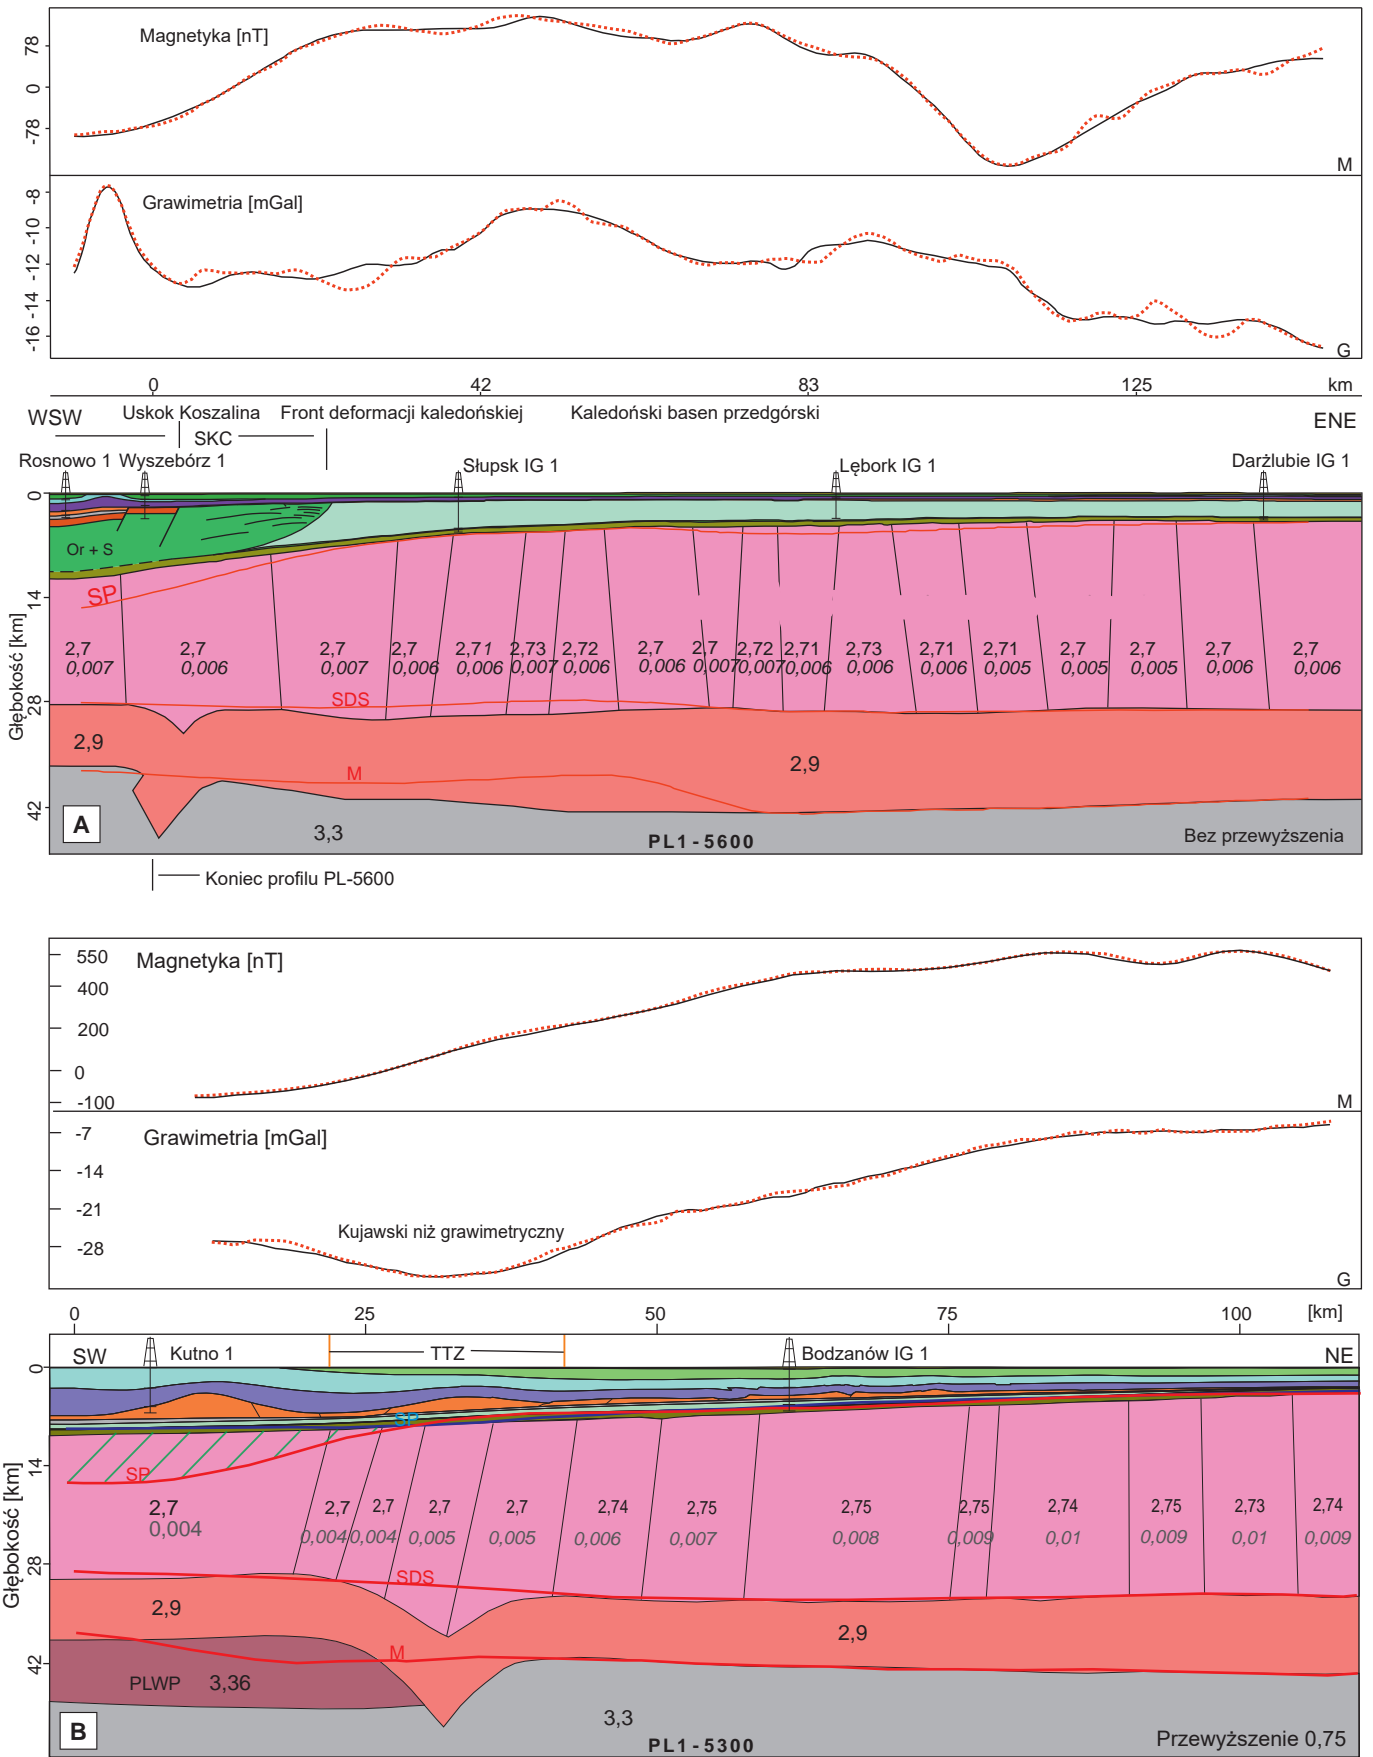 Magnetyka [nT]
78
0
-78
M
Grawimetria [mGal]
-8
-10
-12
-14
-16
G
0 42 83 125 km
WSW Uskok Koszalina Front deformacji kaledońskiej Kaledoński basen przedgórski ENE
SKC
Rosnowo 1 Wyszebórz 1 Słupsk IG 1 Lębork IG 1 Darżlubie IG 1
0
Or + S
SP
14
Głębokość [km]
2,7 2,7 2,7 2,7 2,71 2,73 2,72 2,7 2,7 2,72 2,71 2,73 2,71 2,71 2,7 2,7 2,7 2,7
0,007 0,006 0,007 0,006 0,006 0,007 0,006 0,006 0,007 0,007 0,006 0,006 0,006 0,005 0,005 0,005 0,006 0,006
28
SDS
2,9 2,9
M
42
A
3,3
PL1-5600
Bez przewyższenia
Koniec profilu PL-5600
Magnetyka [nT]
550
400
200
0
-100
M
Grawimetria [mGal]
-7
-14
-21
-28
Kujawski niż grawimetryczny
G
0 25 50 75 100 [km]
SW Kutno 1 TTZ Bodzanów IG 1 NE
0
SP
14
SP
Głębokość [km]
2,7 2,7 2,7 2,7 2,7 2,74 2,75 2,75 2,75 2,74 2,75 2,73 2,74
0,004 0,004 0,004 0,005 0,005 0,006 0,007 0,008 0,009 0,01 0,009 0,01 0,009
28
SDS
2,9 2,9
M
42
PLWP 3,36
3,3
B
PL1-5300
Przewyższenie 0,75